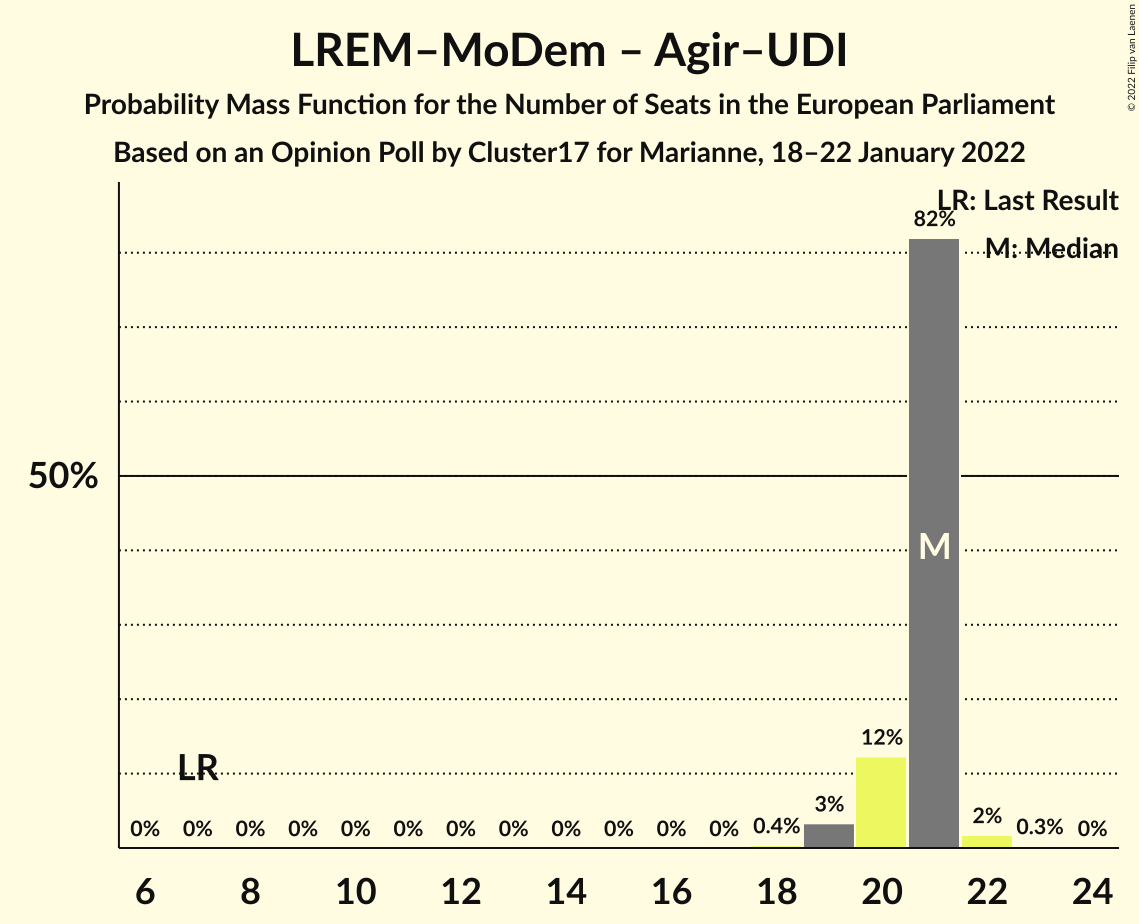 LREM–MoDem – Agir–UDI
Probability Mass Function for the Number of Seats in the European Parliament
Based on an Opinion Poll by Cluster17 for Marianne, 18–22 January 2022
© 2022 Filip van Laenen
LR: Last Result
M: Median
82%
50%
M
12%
LR
3%
2%
0% 0% 0% 0% 0% 0% 0% 0% 0% 0% 0% 0% 0.4% 0.3% 0%
6 8 10 12 14 16 18 20 22 24